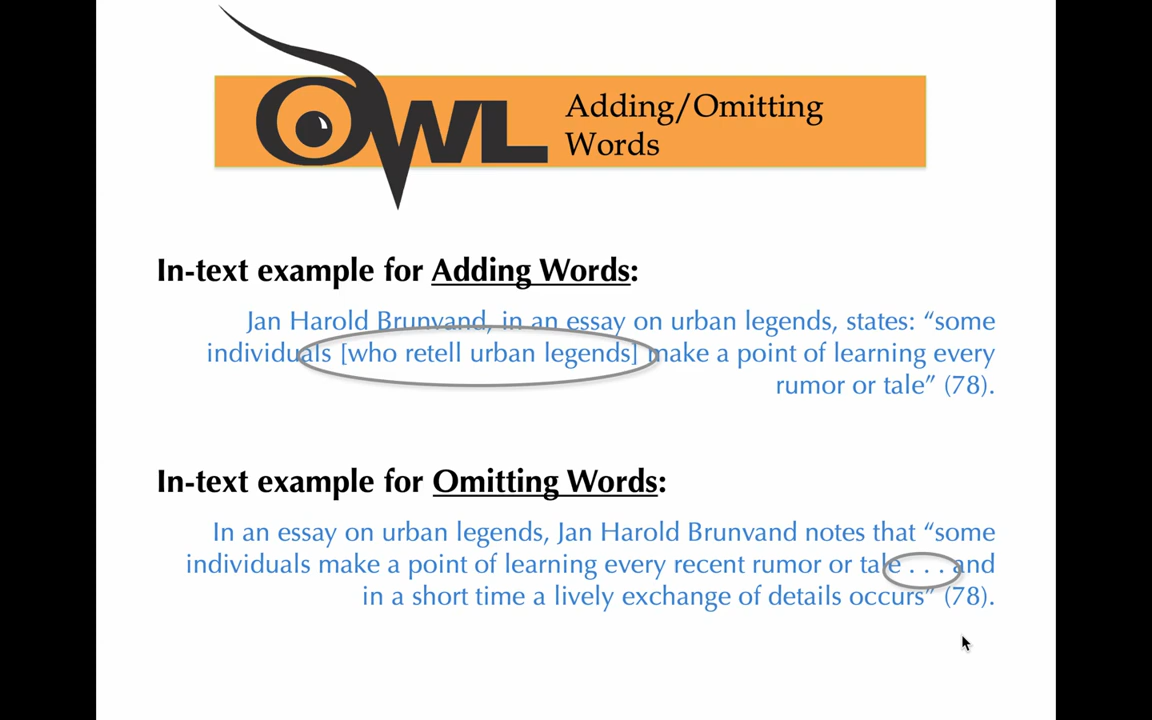 OWL
Adding/Omitting
Words
In-text example for Adding Words:
Jan Harold Brunvand, in an essay on urban legends, states: “some
individuals [who retell urban legends] make a point of learning every
rumor or tale” (78).
In-text example for Omitting Words:
In an essay on urban legends, Jan Harold Brunvand notes that “some
individuals make a point of learning every recent rumor or tale . . . and
in a short time a lively exchange of details occurs” (78).